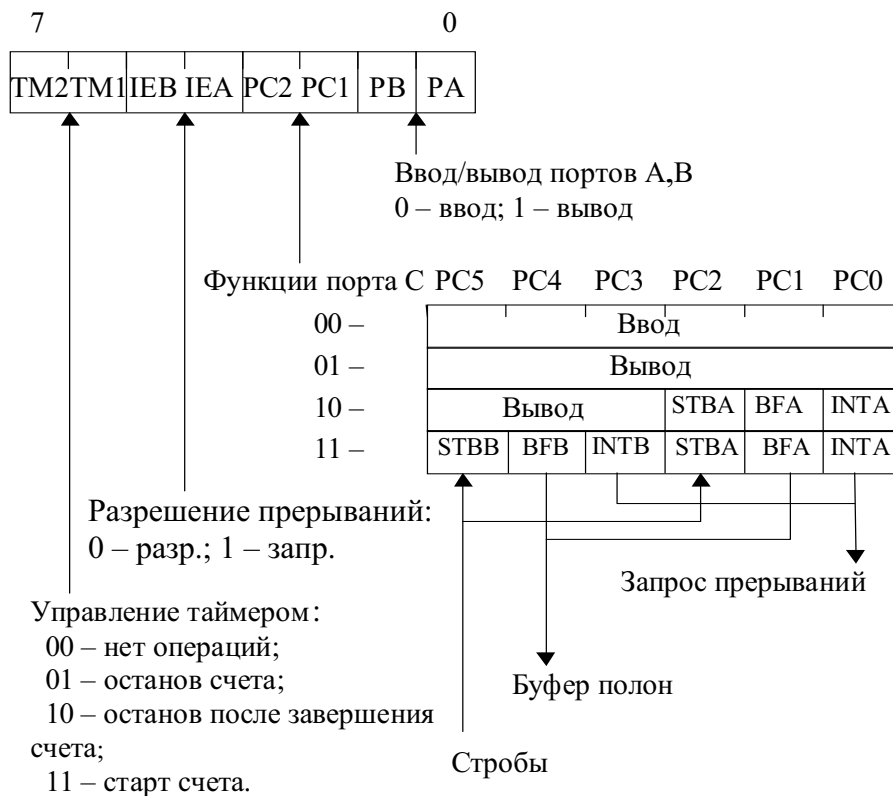 7 0
TM2TM1 IEB IEA PC2 PC1 PB PA
Ввод/вывод портов А,В
0 – ввод; 1 – вывод
Функции порта С PC5 PC4 PC3 PC2 PC1 PC0
00 – Ввод
01 – Вывод
10 – Вывод STBA BFA INTA
11 – STBB BFB INTB STBA BFA INTA
Разрешение прерываний:
0 – разр.; 1 – запр.
Запрос прерываний
Управление таймером:
00 – нет операций;
01 – останов счета;
Буфер полон
10 – останов после завершения
счета;
Стробы
11 – старт счета.